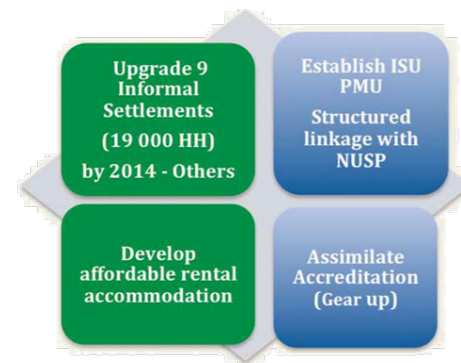 Upgrade 9
Informal
Settlements
(19 000 HH)
by 2014 - Others
Establish ISU
PMU
Structured
linkage with
NUSP
Develop
affordable rental
accommodation
Assimilate
Accreditation
(Gear up)